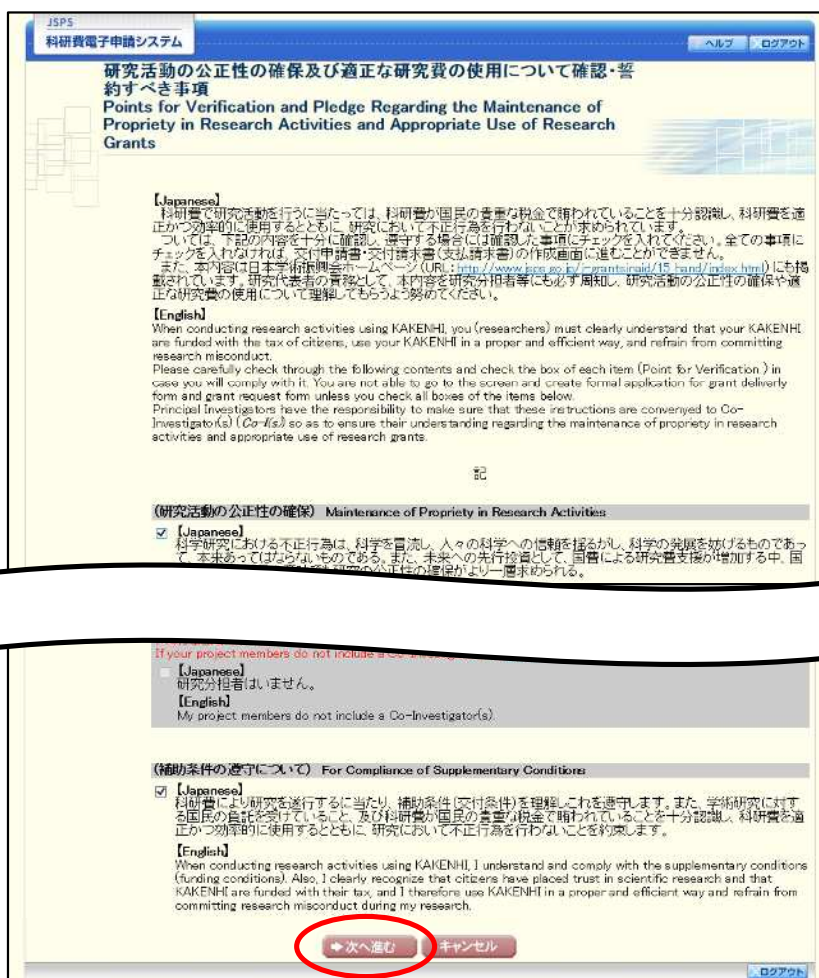 JSPS
科研費電子申請システム
ヘルプ
ログアウト
研究活動の公正性の確保及び適正な研究費の使用について確認・誓
約すべき事項
Points for Verification and Pledge Regarding the Maintenance of
Propriety in Research Activities and Appropriate Use of Research
Grants
【Japanese】
科研費で研究活動を行うに当たっては、科研費が国民の貴重な税金で賄われていることを十分認識し、科研費を適
正かつ効率的に使用するとともに、研究において不正行為を行わないことが求められています。
ついては、下記の内容を十分に確認し、遵守する場合には確認した事項にチェックを入れてください。全ての事項に
チェックを入れなければ、交付申請書・交付請求書(支払請求書)の作成画面に進むことができません。
また、本内容は日本学術振興会ホームページ(URL: http://www.jsps.go.jp/j-grantsinaid/15_hand/index.html)にも掲
載されています。研究代表者の責務として、本内容を研究分担者等にも必ず周知し、研究活動の公正性の確保や適
正な研究費の使用について理解してもらうよう努めてください。
【English】
When conducting research activities using KAKENHI, you (researchers) must clearly understand that your KAKENHI
are funded with the tax of citizens, use your KAKENHI in a proper and efficient way, and refrain from committing
research misconduct.
Please carefully check through the following contents and check the box of each item (Point for Verification ) in
case you will comply with it. You are not able to go to the screen and create formal application for grant deliverly
form and grant request form unless you check all boxes of the items below.
Principal Investigators have the responsibility to make sure that these instructions are converyed to Co-
Investigator(s) (Co-I(s)) so as to ensure their understanding regarding the maintenance of propriety in research
activities and appropriate use of research grants.
記
(研究活動の公正性の確保) Maintenance of Propriety in Research Activities
【Japanese】
科学研究における不正行為は、科学を冒涜し、人々の科学への信頼を揺るがし、科学の発展を妨げるものであっ
て、本来あってはならないものである。また、未来への先行投資として、国費による研究費支援が増加する中、国
研究の公正性の確保がより一層求められる。
If your project members do not include a Co-Investig
【Japanese】
研究分担者はいません。
【English】
My project members do not include a Co-Investigator(s).
(補助条件の遵守について) For Compliance of Supplementary Conditions
【Japanese】
科研費により研究を遂行するに当たり、補助条件(交付条件)を理解しこれを遵守します。また、学術研究に対す
る国民の負託を受けていること、及び科研費が国民の貴重な税金で賄われていることを十分認識し、科研費を適
正かつ効率的に使用するとともに、研究において不正行為を行わないことを約束します。
【English】
When conducting research activities using KAKENHI, I understand and comply with the supplementary conditions
(funding conditions). Also, I clearly recognize that citizens have placed trust in scientific research and that
KAKENHI are funded with their tax, and I therefore use KAKENHI in a proper and efficient way and refrain from
committing research misconduct during my research.
次へ進む
キャンセル
ログアウト